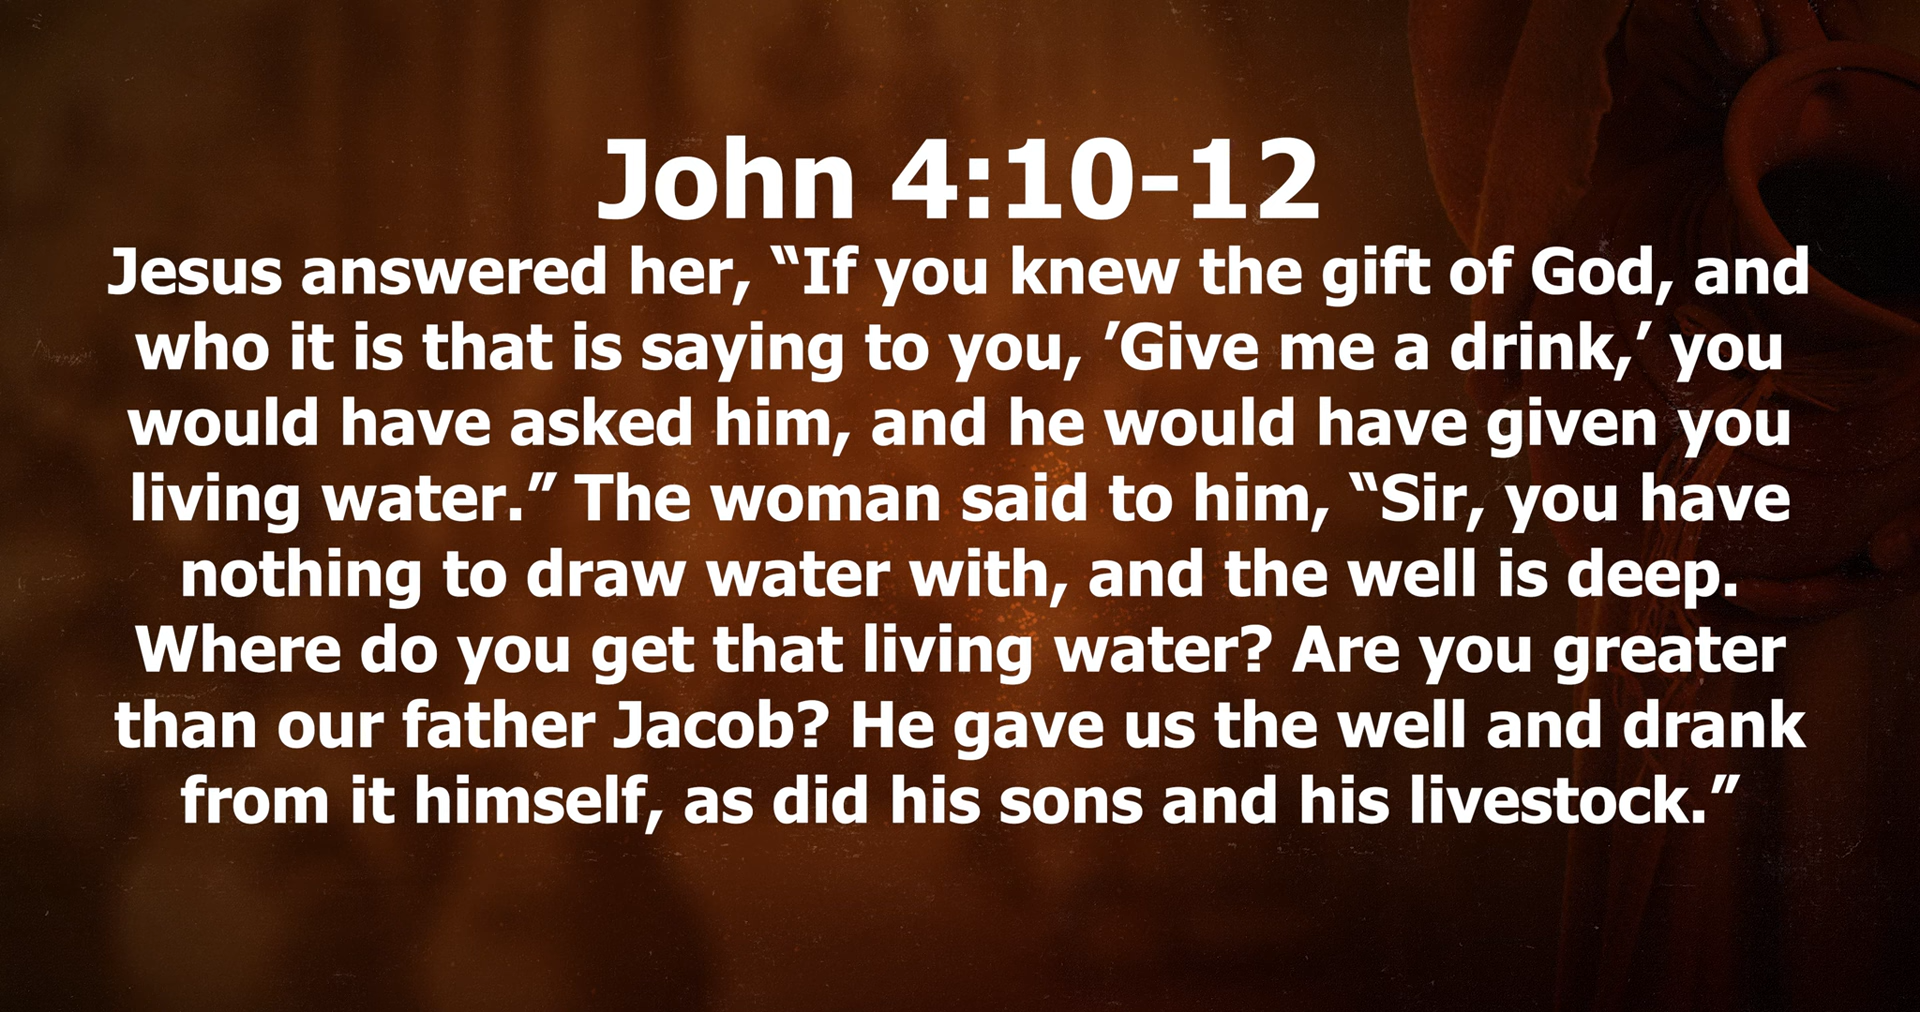 John 4:10-12
Jesus answered her, “If you knew the gift of God, and
who it is that is saying to you, ’Give me a drink,’ you
would have asked him, and he would have given you
living water.” The woman said to him, “Sir, you have
nothing to draw water with, and the well is deep.
Where do you get that living water? Are you greater
than our father Jacob? He gave us the well and drank
from it himself, as did his sons and his livestock.”